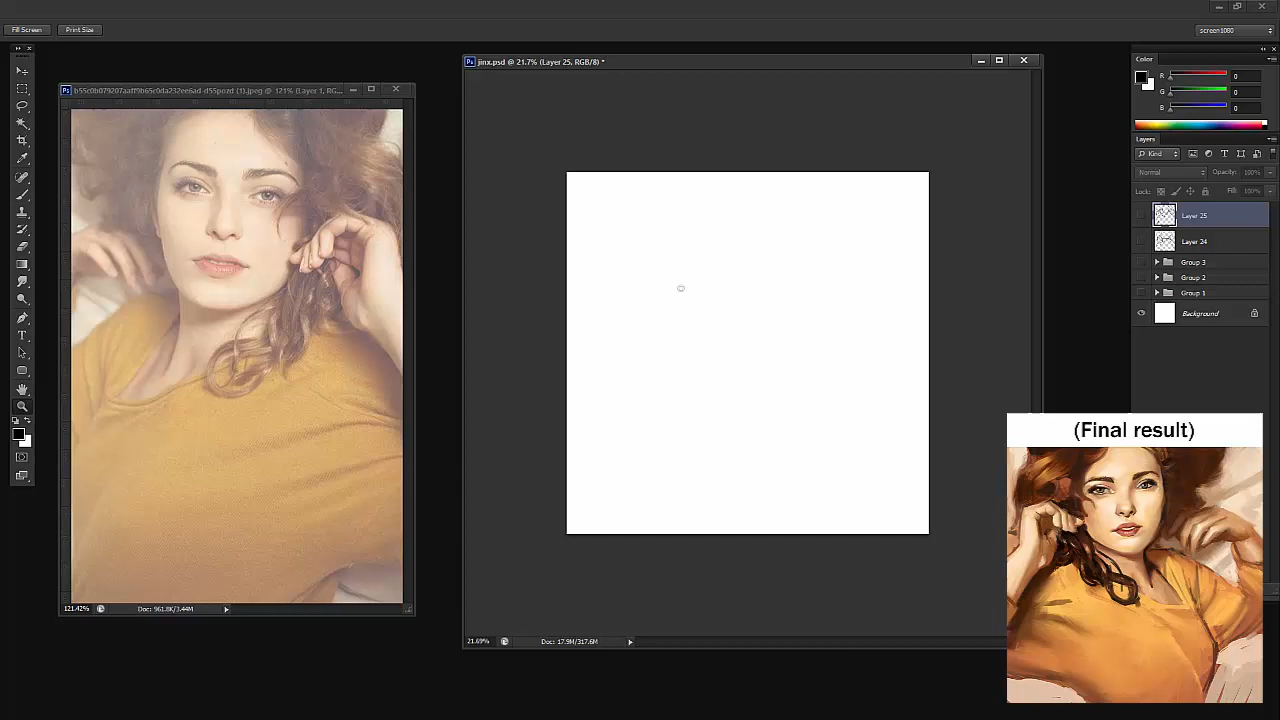 Fill Screen
Print Size
screen1080
jinx.psd @ 21.7% (Layer 25, RGB/8) *
b55c0b079207aaff9b65c0da232ee6ad-d55pozd (1).jpeg @ 121% (Layer 1, RG...
Color
R 0
G 0
B 0
Layers
Kind
Normal
Opacity: 100%
Lock:
Fill: 100%
Layer 25
Layer 24
Group 3
Group 2
Group 1
Background
(Final result)
121.42%
Doc: 961.8K/3.44M
21.69%
Doc: 17.9M/317.6M